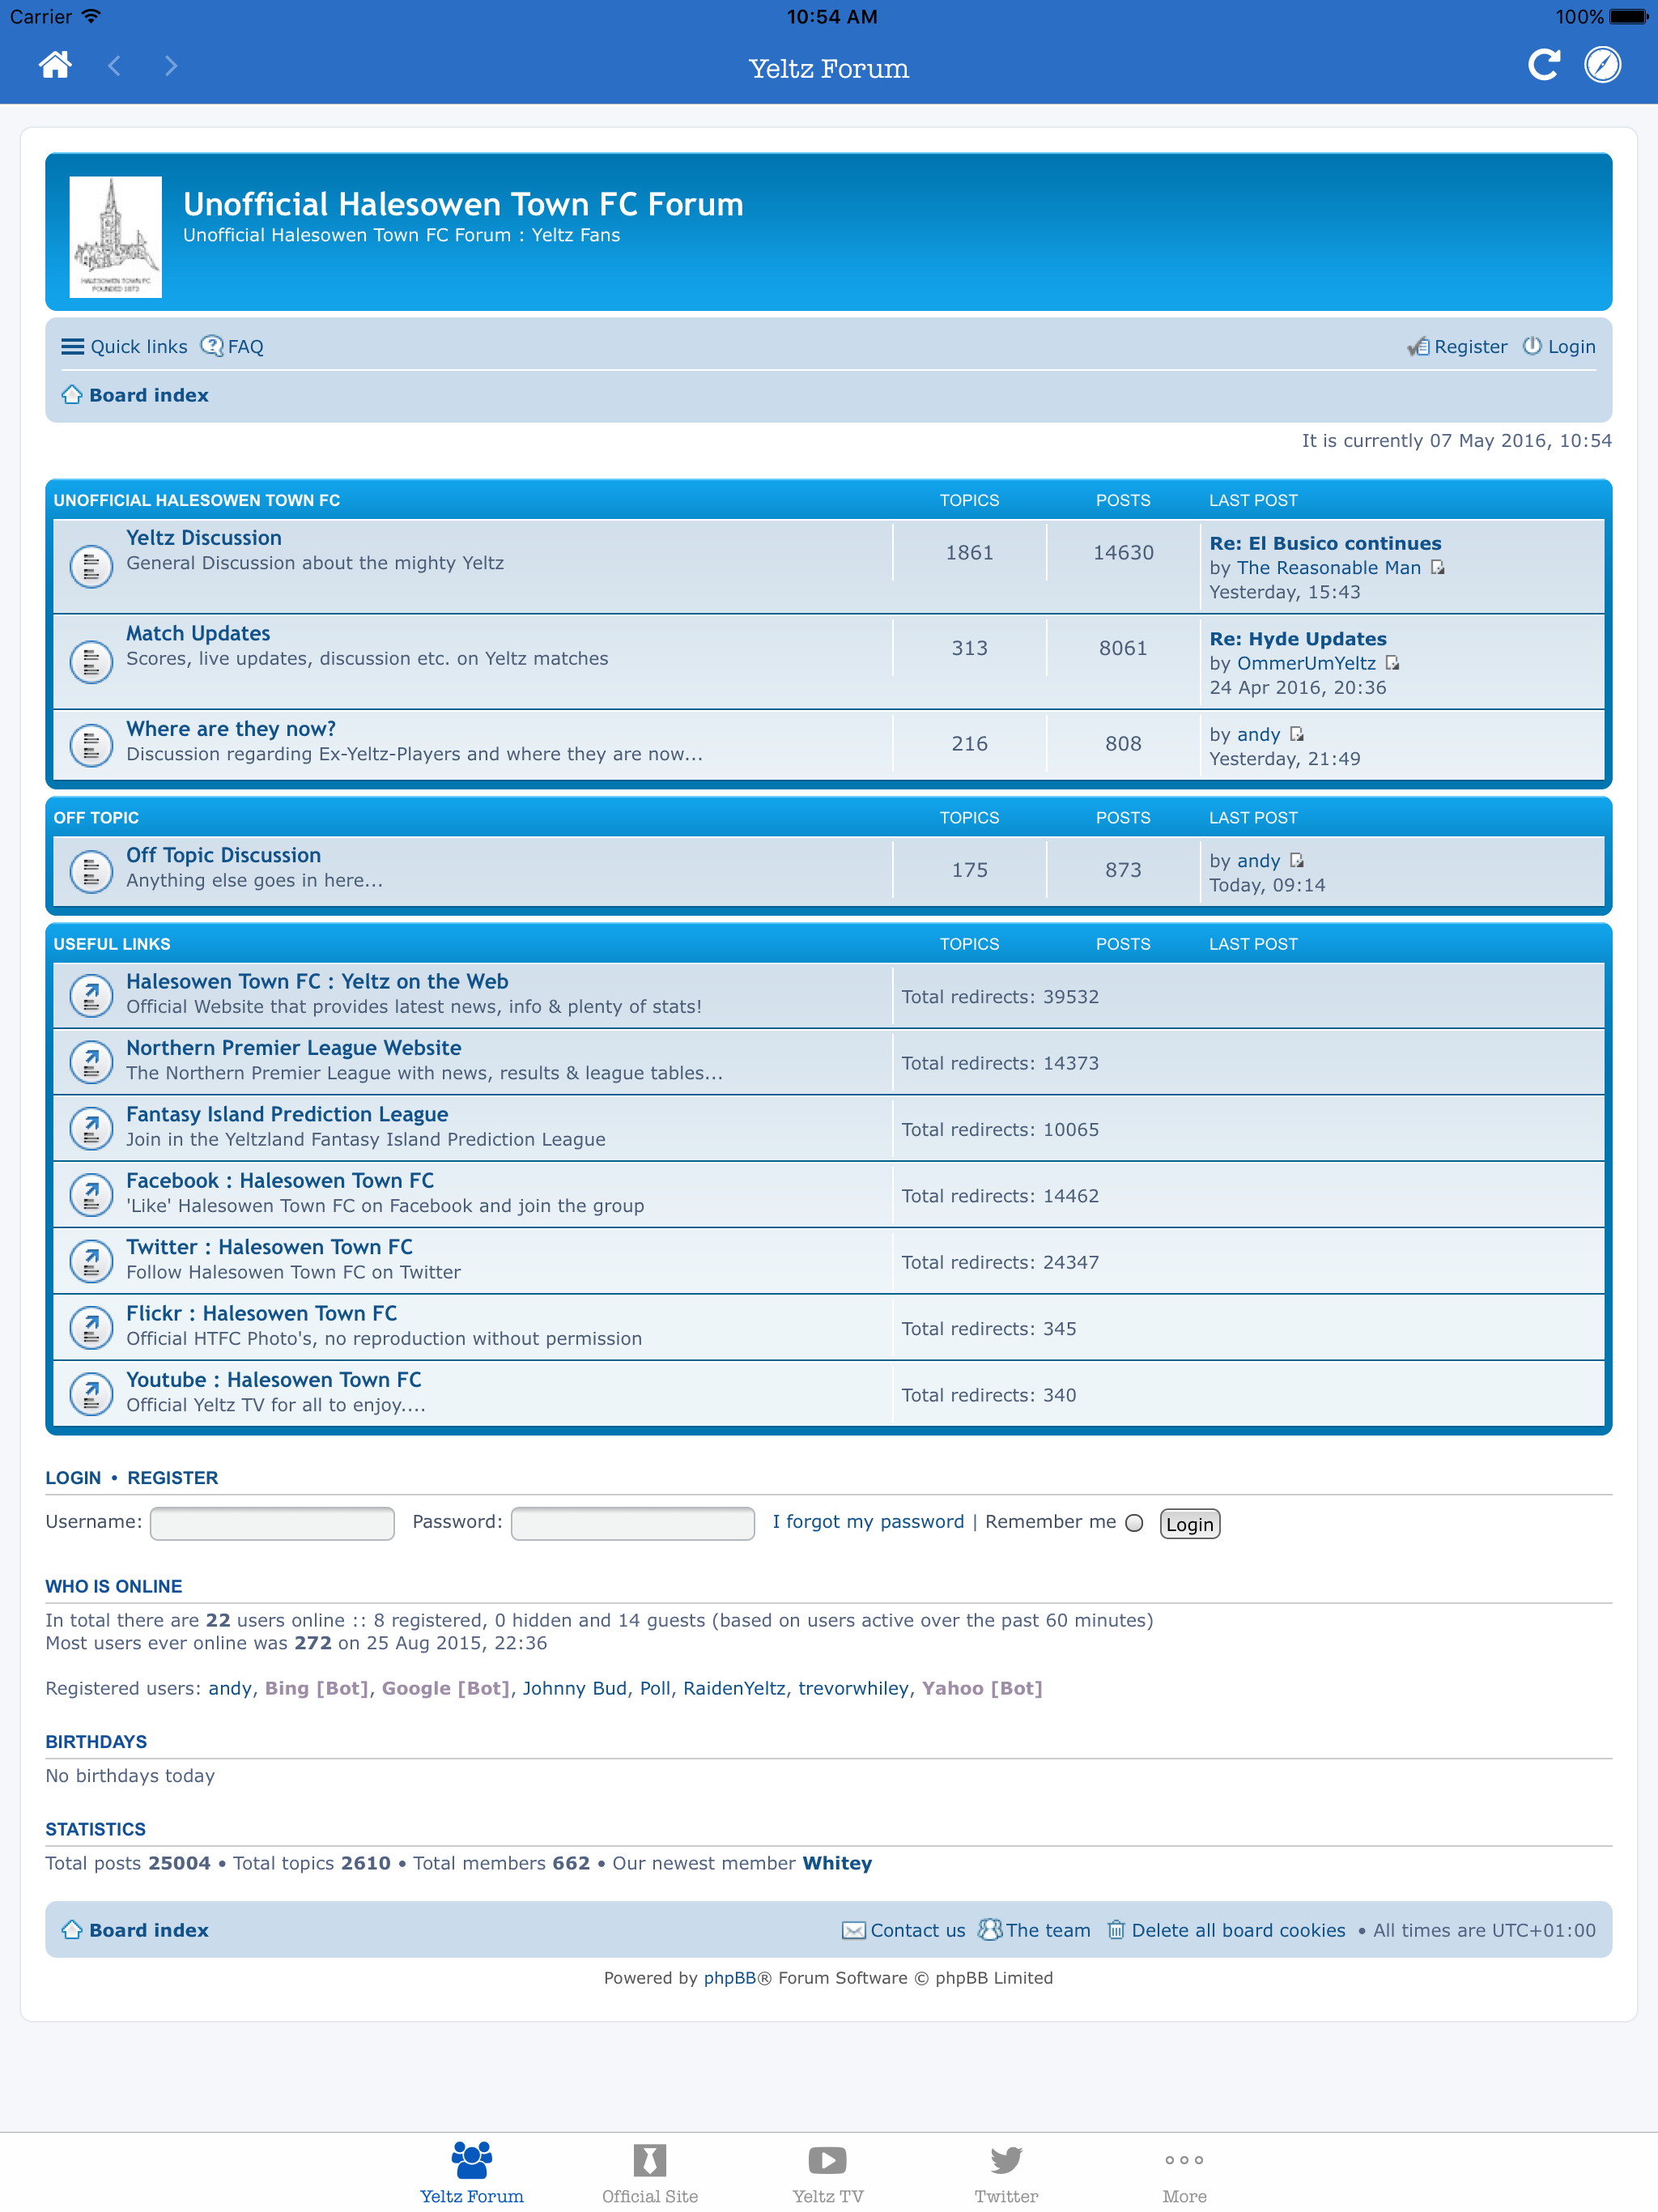 Carrier 10:54 AM 100%
Yeltz Forum
HALESOWEN TOWN FC
FOUNDED 1873
Unofficial Halesowen Town FC Forum
Unofficial Halesowen Town FC Forum : Yeltz Fans
Quick links FAQ Register Login
Board index
It is currently 07 May 2016, 10:54
UNOFFICIAL HALESOWEN TOWN FC TOPICS POSTS LAST POST
Yeltz Discussion
General Discussion about the mighty Yeltz
1861 14630
Re: El Busico continues
by The Reasonable Man
Yesterday, 15:43
Match Updates
Scores, live updates, discussion etc. on Yeltz matches
313 8061
Re: Hyde Updates
by OmmerUmYeltz
24 Apr 2016, 20:36
Where are they now?
Discussion regarding Ex-Yeltz-Players and where they are now...
216 808
by andy
Yesterday, 21:49
OFF TOPIC TOPICS POSTS LAST POST
Off Topic Discussion
Anything else goes in here...
175 873
by andy
Today, 09:14
USEFUL LINKS TOPICS POSTS LAST POST
Halesowen Town FC : Yeltz on the Web
Official Website that provides latest news, info & plenty of stats!
Total redirects: 39532
Northern Premier League Website
The Northern Premier League with news, results & league tables...
Total redirects: 14373
Fantasy Island Prediction League
Join in the Yeltzland Fantasy Island Prediction League
Total redirects: 10065
Facebook : Halesowen Town FC
'Like' Halesowen Town FC on Facebook and join the group
Total redirects: 14462
Twitter : Halesowen Town FC
Follow Halesowen Town FC on Twitter
Total redirects: 24347
Flickr : Halesowen Town FC
Official HTFC Photo's, no reproduction without permission
Total redirects: 345
Youtube : Halesowen Town FC
Official Yeltz TV for all to enjoy....
Total redirects: 340
LOGIN • REGISTER
Username: Password: I forgot my password | Remember me Login
WHO IS ONLINE
In total there are 22 users online :: 8 registered, 0 hidden and 14 guests (based on users active over the past 60 minutes)
Most users ever online was 272 on 25 Aug 2015, 22:36
Registered users: andy, Bing [Bot], Google [Bot], Johnny Bud, Poll, RaidenYeltz, trevorwhiley, Yahoo [Bot]
BIRTHDAYS
No birthdays today
STATISTICS
Total posts 25004 • Total topics 2610 • Total members 662 • Our newest member Whitey
Board index Contact us The team Delete all board cookies • All times are UTC+01:00
Powered by phpBB® Forum Software © phpBB Limited
Yeltz Forum Official Site Yeltz TV Twitter More